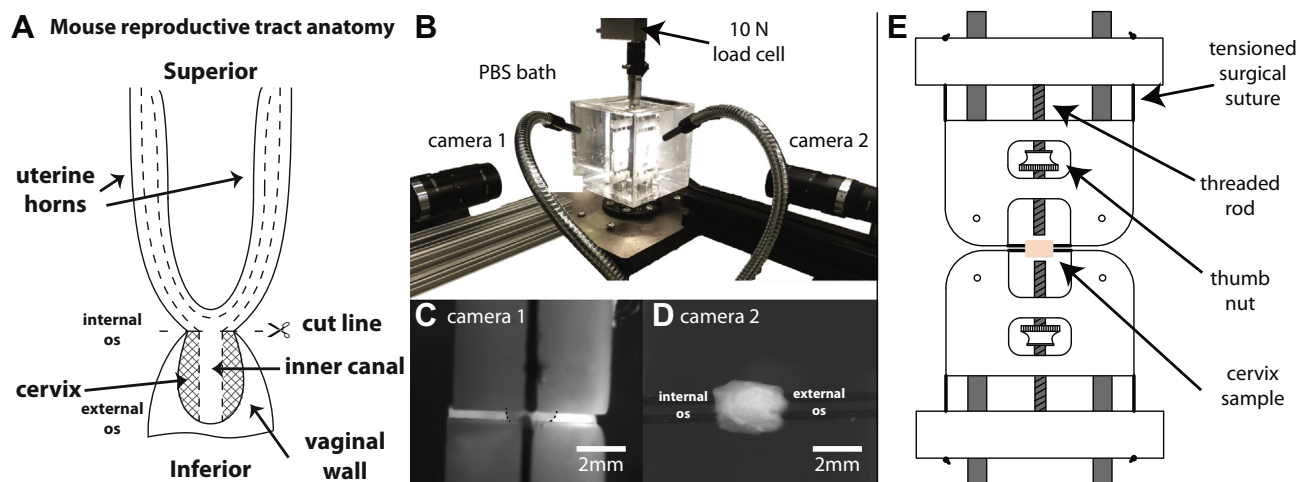 A Mouse reproductive tract anatomy
Superior
uterine
horns
internal
os
cut line
inner canal
cervix
external
os
vaginal
wall
Inferior
B
10 N
load cell
PBS bath
camera 1
camera 2
C camera 1
2mm
D camera 2
internal
os
external
os
2mm
E
tensioned
surgical
suture
threaded
rod
thumb
nut
cervix
sample